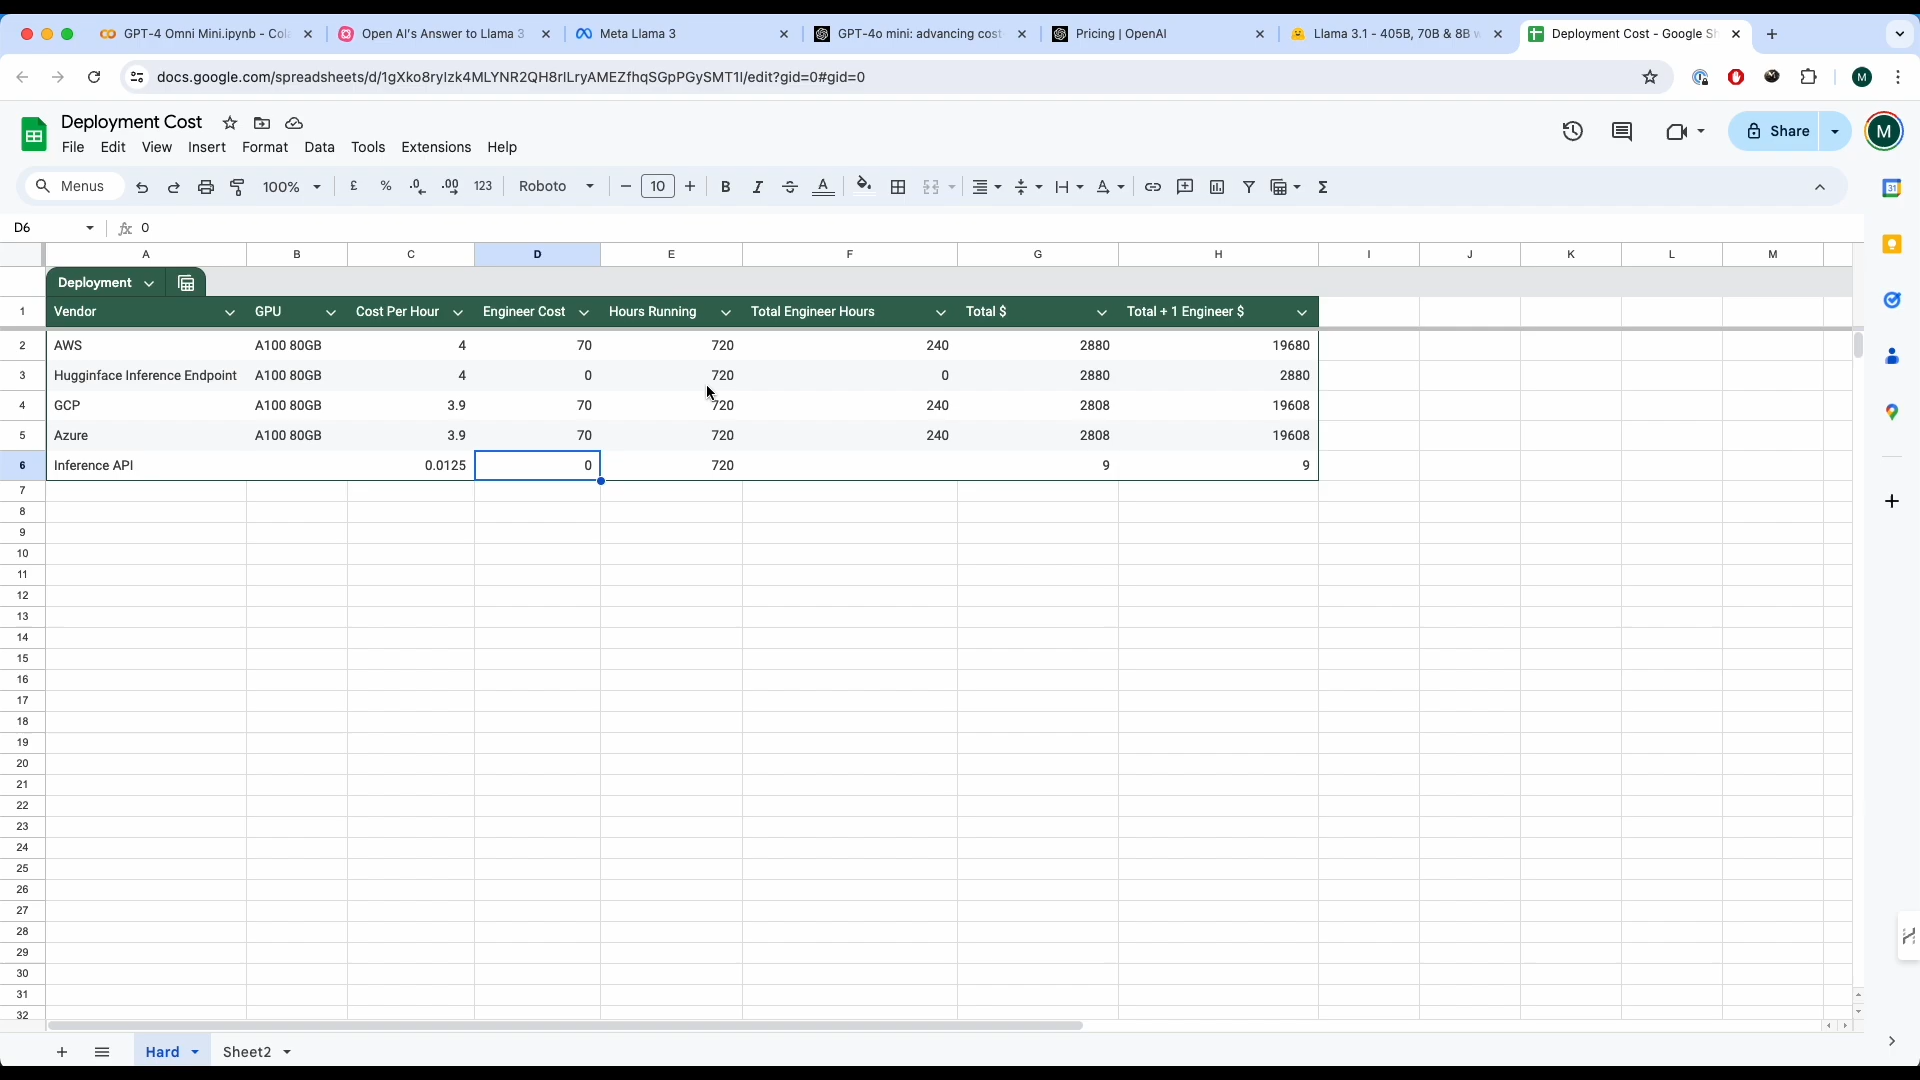 GPT-4 Omni Mini.ipynb - Cola
Open AI's Answer to Llama 3
Meta Llama 3
GPT-4o mini: advancing cost
Pricing | OpenAI
Llama 3.1 - 405B, 70B & 8B w
Deployment Cost - Google Sh
docs.google.com/spreadsheets/d/1gXko8rylzk4MLYNR2QH8rlLryAMEZfhqSGpPGySMT1I/edit?gid=0#gid=0
M
Deployment Cost
File Edit View Insert Format Data Tools Extensions Help
Share
M
Menus 100% £ % .0 .00 123 Roboto 10 B I
D6 fx 0
A B C D E F G H I J K L M
Deployment
1 Vendor GPU Cost Per Hour Engineer Cost Hours Running Total Engineer Hours Total $ Total + 1 Engineer $
2 AWS A100 80GB 4 70 720 240 2880 19680
3 Hugginface Inference Endpoint A100 80GB 4 0 720 0 2880 2880
4 GCP A100 80GB 3.9 70 720 240 2808 19608
5 Azure A100 80GB 3.9 70 720 240 2808 19608
6 Inference API 0.0125 0 720 9 9
7
8
9
10
11
12
13
14
15
16
17
18
19
20
21
22
23
24
25
26
27
28
29
30
31
32
Hard Sheet2